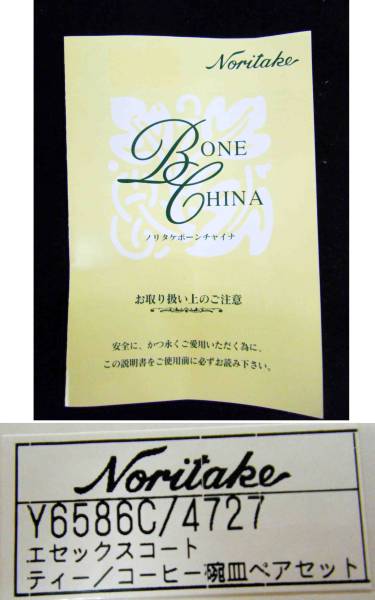 Noritake
BONE
CHINA
ノリタケボーンチャイナ
お取り扱い上のご注意
安全に、かつ永くご愛用いただく為に、
この説明書をご使用前に必ずお読み下さい。
Noritake
Y6586C/4727
エセックスコート
ティー/コーヒー碗皿ペアセット